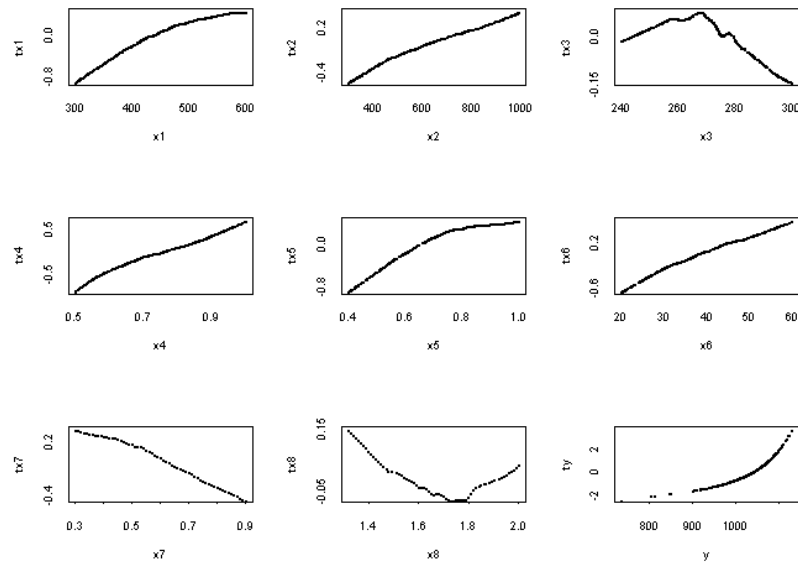 tx1
-0.8 0.0
300 400 500 600
x1
tx2
-0.4 0.2
400 600 800 1000
x2
tx3
-0.15 0.0
240 260 280 300
x3
tx4
-0.5 0.5
0.5 0.7 0.9
x4
tx5
-0.8 0.0
0.4 0.6 0.8 1.0
x5
tx6
-0.6 0.2
20 30 40 50 60
x6
tx7
-0.4 0.2
0.3 0.5 0.7 0.9
x7
tx8
-0.05 0.15
1.4 1.6 1.8 2.0
x8
ty
-2 0 2
800 900 1000
y